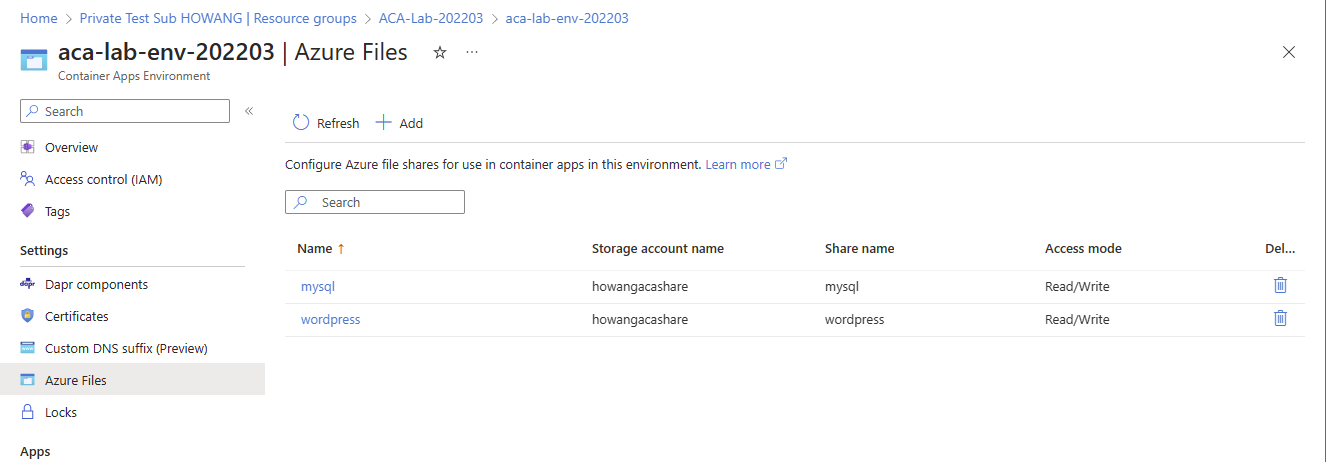 Home > Private Test Sub HOWANG | Resource groups > ACA-Lab-202203 > aca-lab-env-202203
aca-lab-env-202203 | Azure Files ☆ ···
Container Apps Environment
Search «
Overview
Access control (IAM)
Tags
Settings
dapr Dapr components
Certificates
Custom DNS suffix (Preview)
Azure Files
Locks
Apps
Refresh + Add
Configure Azure file shares for use in container apps in this environment. Learn more
Search
Name ↑ Storage account name Share name Access mode Del...
mysql howangacashare mysql Read/Write
wordpress howangacashare wordpress Read/Write